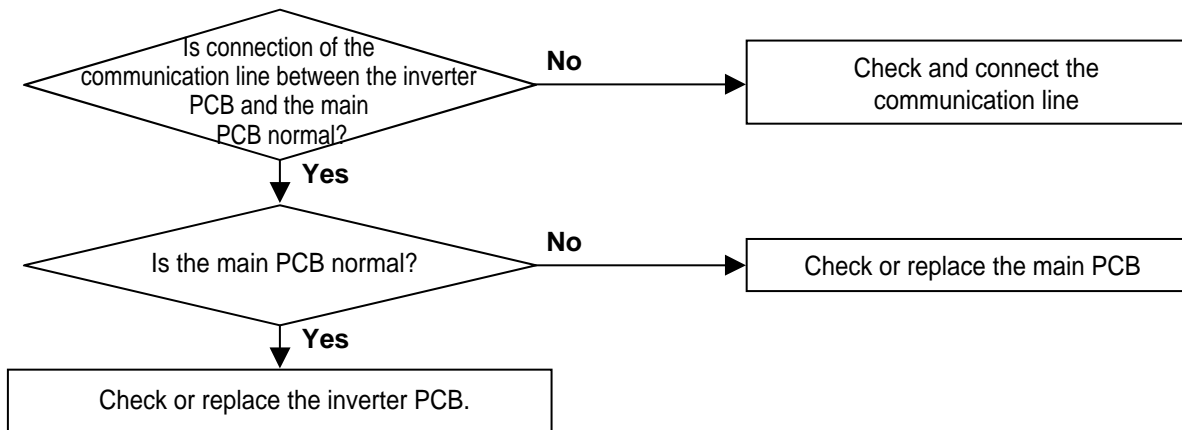 Is connection of the
communication line between the inverter
PCB and the main
PCB normal?
No
Check and connect the
communication line
Yes
Is the main PCB normal?
No
Check or replace the main PCB
Yes
Check or replace the inverter PCB.